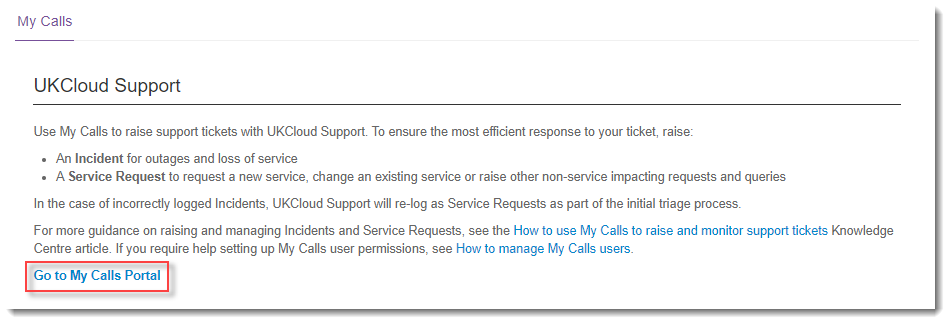 My Calls
UKCloud Support
Use My Calls to raise support tickets with UKCloud Support. To ensure the most efficient response to your ticket, raise:
• An Incident for outages and loss of service
• A Service Request to request a new service, change an existing service or raise other non-service impacting requests and queries
In the case of incorrectly logged Incidents, UKCloud Support will re-log as Service Requests as part of the initial triage process.
For more guidance on raising and managing Incidents and Service Requests, see the How to use My Calls to raise and monitor support tickets Knowledge
Centre article. If you require help setting up My Calls user permissions, see How to manage My Calls users.
Go to My Calls Portal